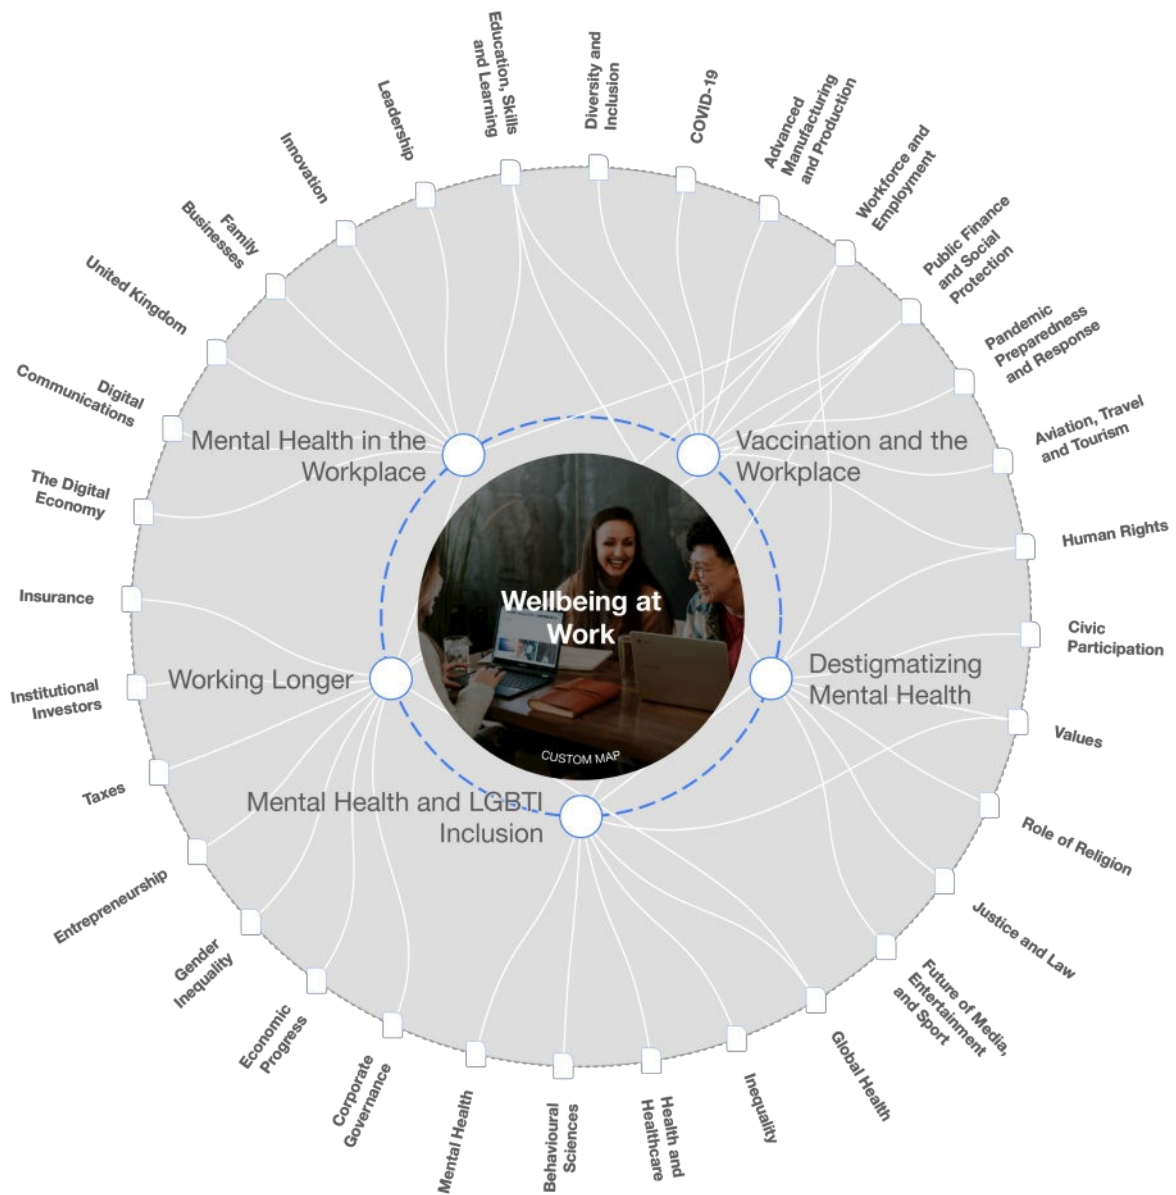 Education, Skills
and Learning
Diversity and
Inclusion
COVID-19
Advanced
Manufacturing
and Production
Workforce and
Employment
Public Finance
and Social
Protection
Pandemic
Preparedness
and Response
Aviation, Travel
and Tourism
Human Rights
Civic
Participation
Values
Role of Religion
Justice and Law
Future of Media,
Entertainment
and Sport
Global Health
Inequality
Health and
Healthcare
Behavioural
Sciences
Mental Health
Corporate
Governance
Economic
Progress
Gender
Inequality
Entrepreneurship
Taxes
Institutional
Investors
Insurance
The Digital
Economy
Digital
Communications
United Kingdom
Family
Businesses
Innovation
Leadership
Mental Health in the
Workplace
Vaccination and the
Workplace
Destigmatizing
Mental Health
Mental Health and LGBTI
Inclusion
Working Longer
Wellbeing at
Work
CUSTOM MAP